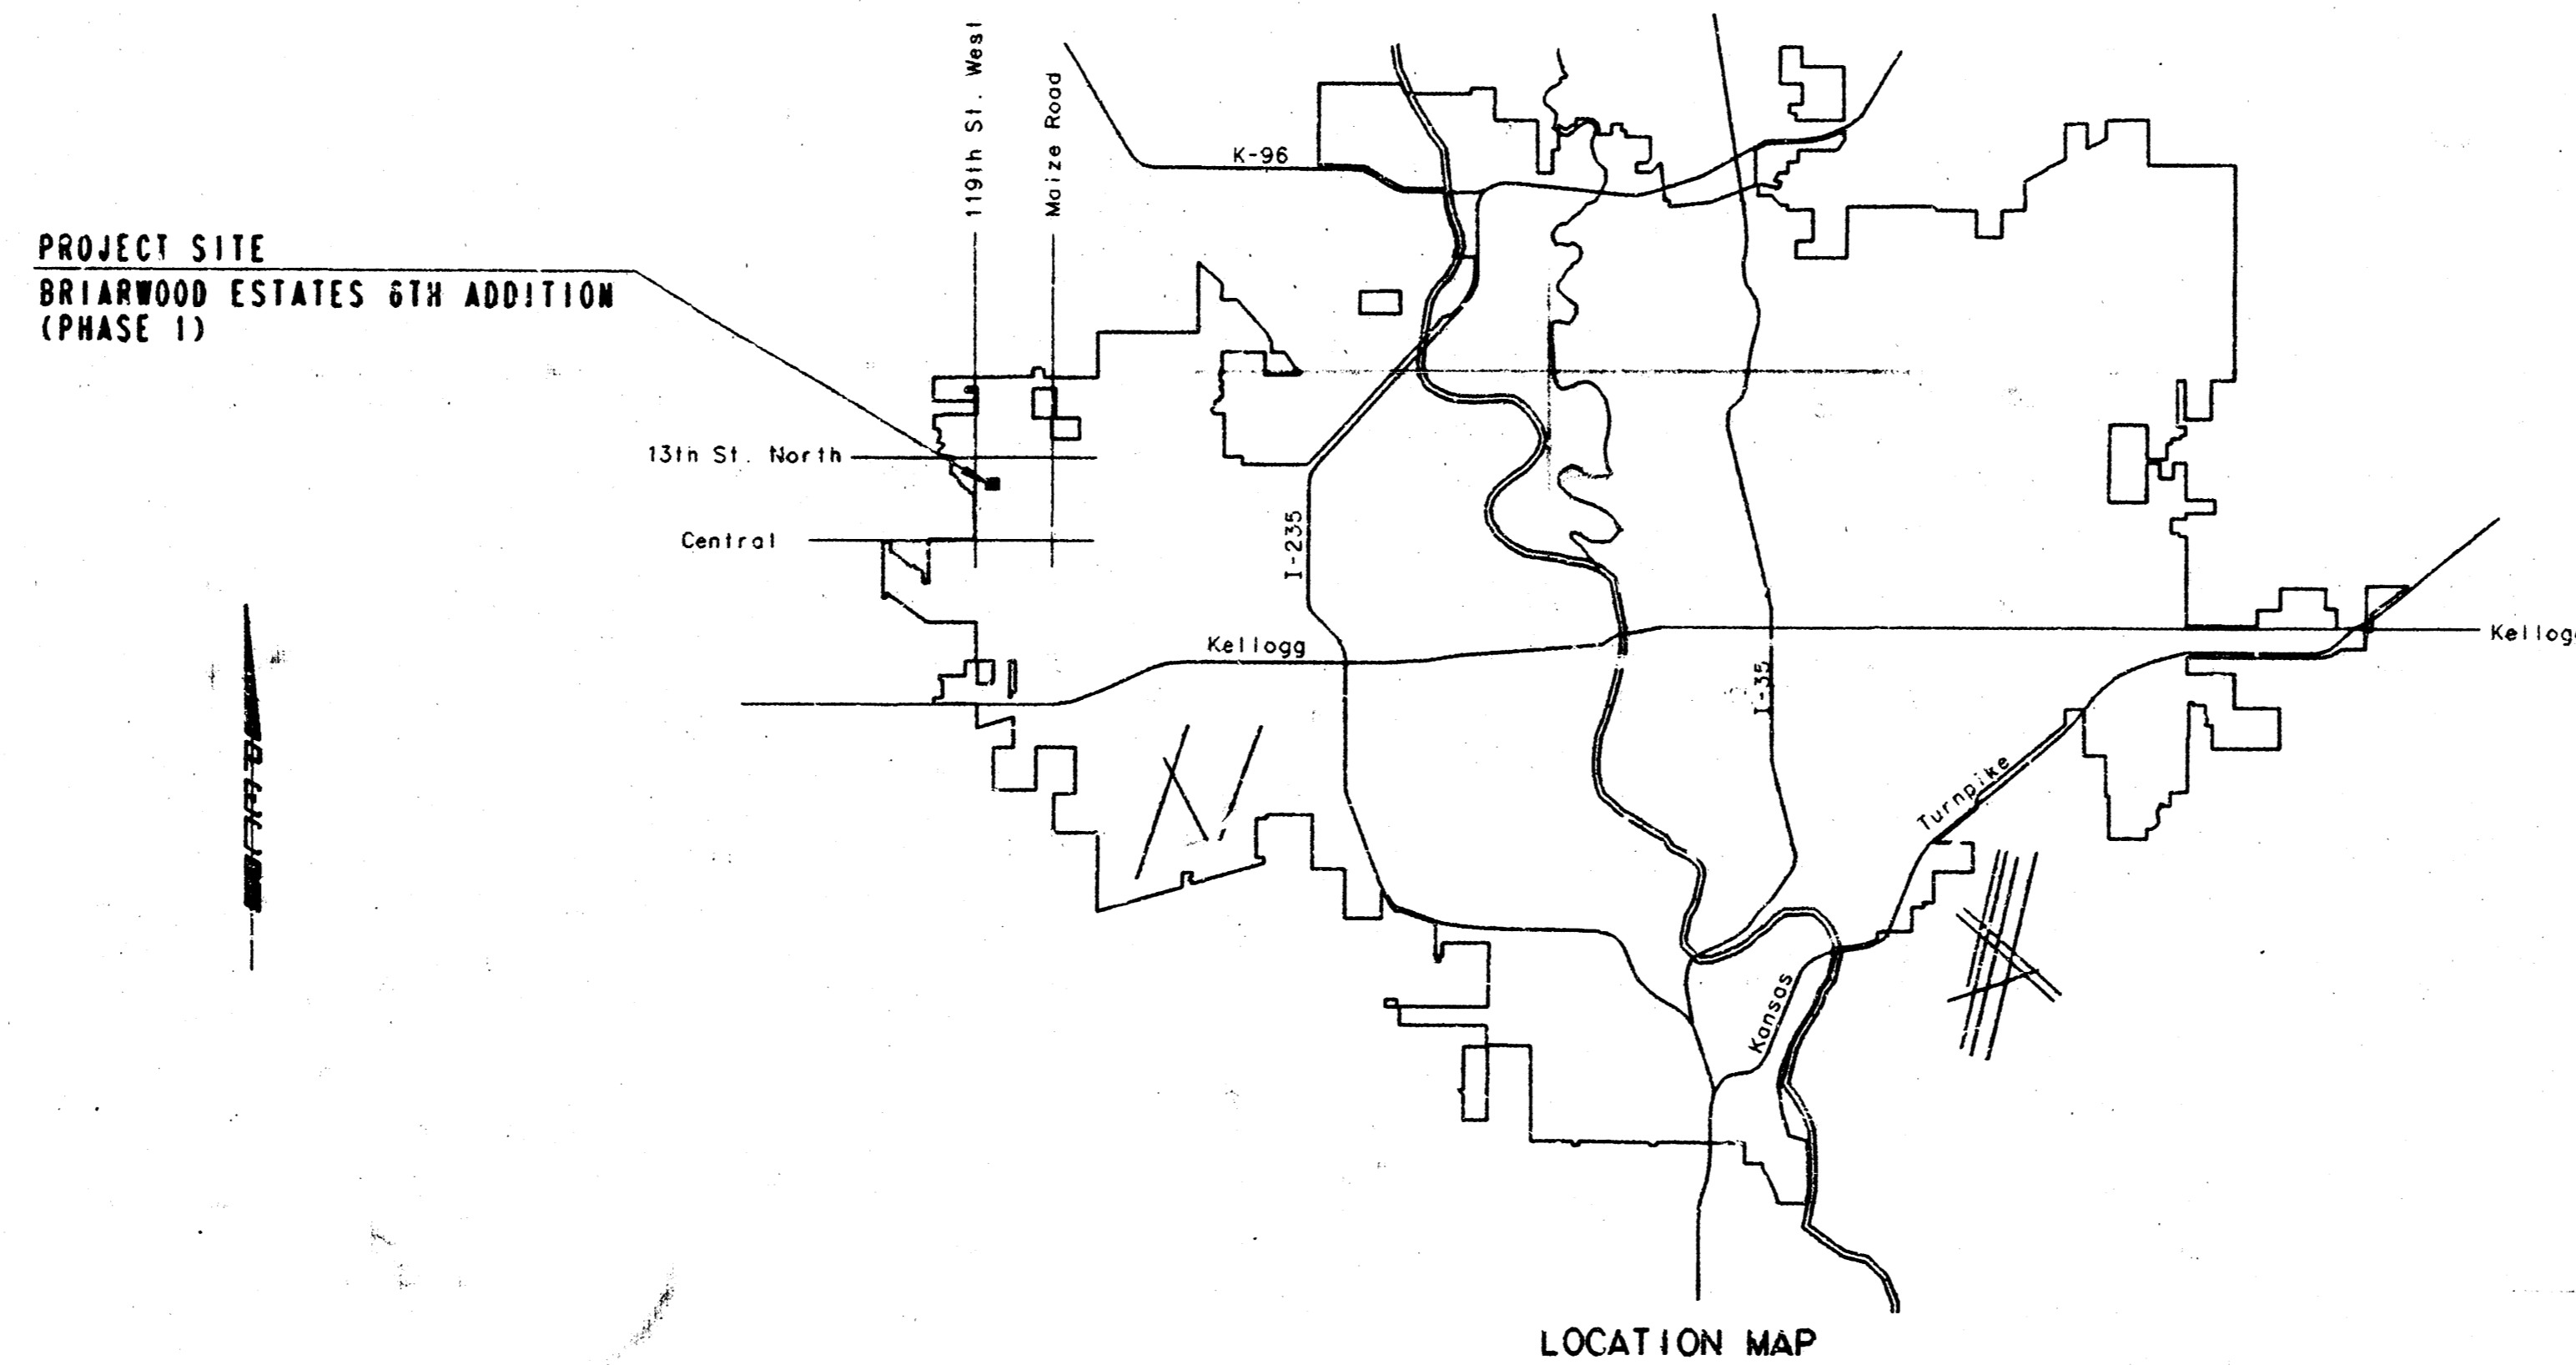 PROJECT SITE
BRIARWOOD ESTATES 6TH ADDITION
(PHASE 1)
119th St. West
Maize Road
K-96
13th St. North
Central
I-235
Kellogg
I-35
Kellog
Turnpike
Kansas
LOCATION MAP